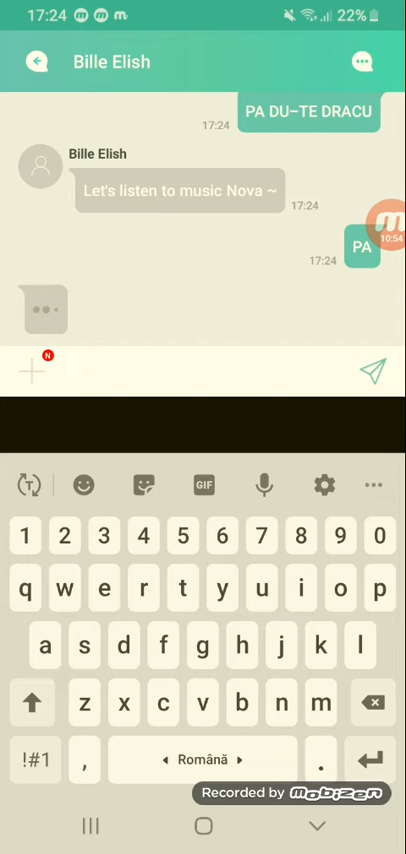 17:24
22%
Bille Elish
PA DU-TE DRACU
17:24
Bille Elish
Let's listen to music Nova ~
17:24
10:54
PA
17:24
N
T
GIF
1 2 3 4 5 6 7 8 9 0
q w e r t y u i o p
a s d f g h j k l
z x c v b n m
!#1 , Română .
Recorded by mobizen